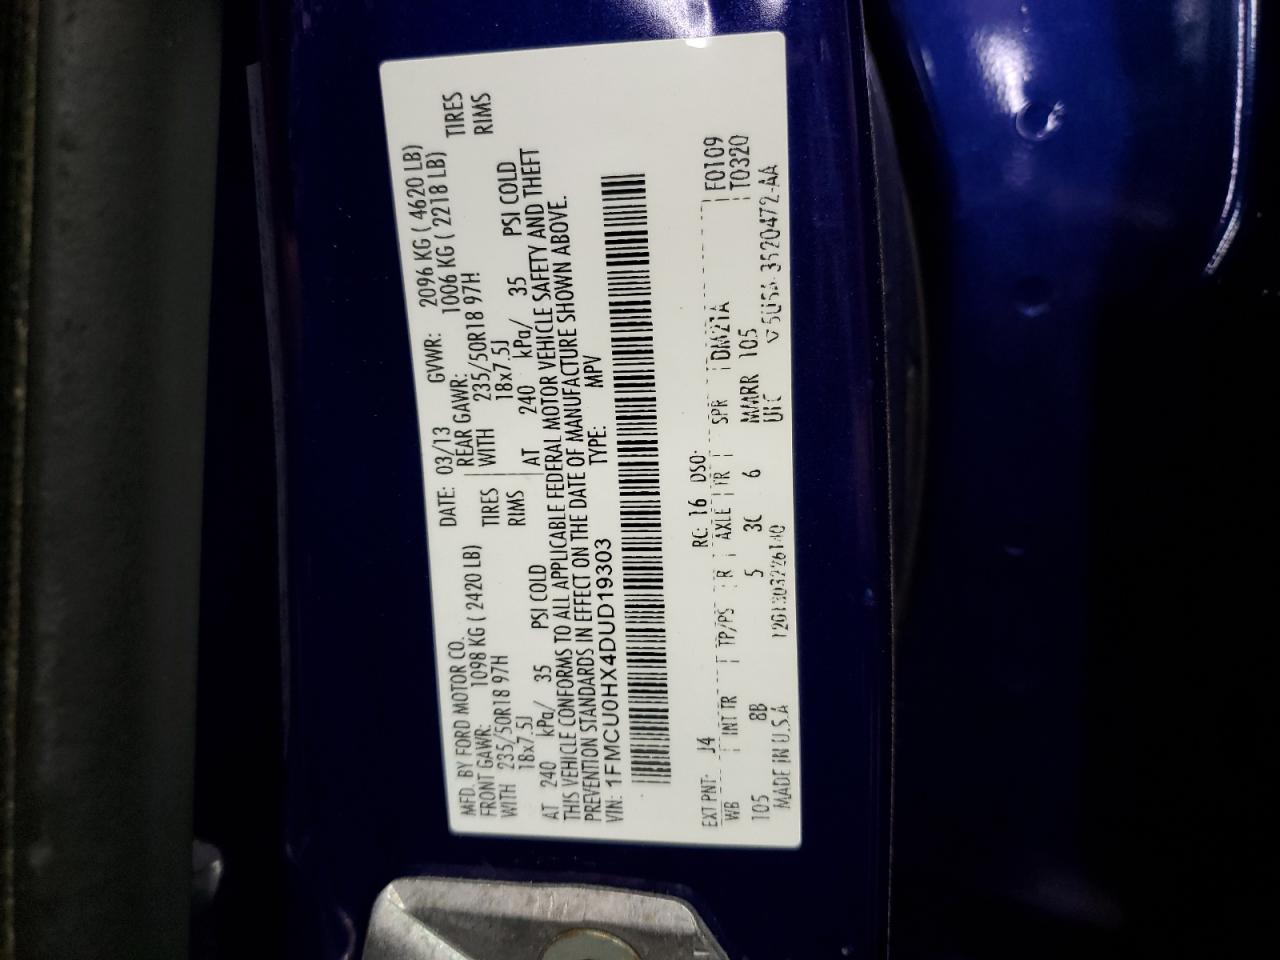 MFD. BY FORD MOTOR CO. DATE: 03/13 GVWR: 2096 KG ( 4620 LB)
FRONT GAWR: 1098 KG ( 2420 LB) REAR GAWR: 1006 KG ( 2218 LB)
WITH 235/50R18 97H TIRES WITH 235/50R18 97H TIRES
18x7.5J RIMS 18x7.5J RIMS
AT 240 kPa/ 35 PSI COLD AT 240 kPa/ 35 PSI COLD
THIS VEHICLE CONFORMS TO ALL APPLICABLE FEDERAL MOTOR VEHICLE SAFETY AND THEFT
PREVENTION STANDARDS IN EFFECT ON THE DATE OF MANUFACTURE SHOWN ABOVE.
VIN: 1FMCU0HX4DUD19303 TYPE: MPV
EXT PNT: J4 RC: 16 DSO: F0109
WB INT TR TP/PS R AXLE TR SPR DM21A T0320
105 8B 5 3C 6 M/ARR 105
MADE IN U.S.A UTC